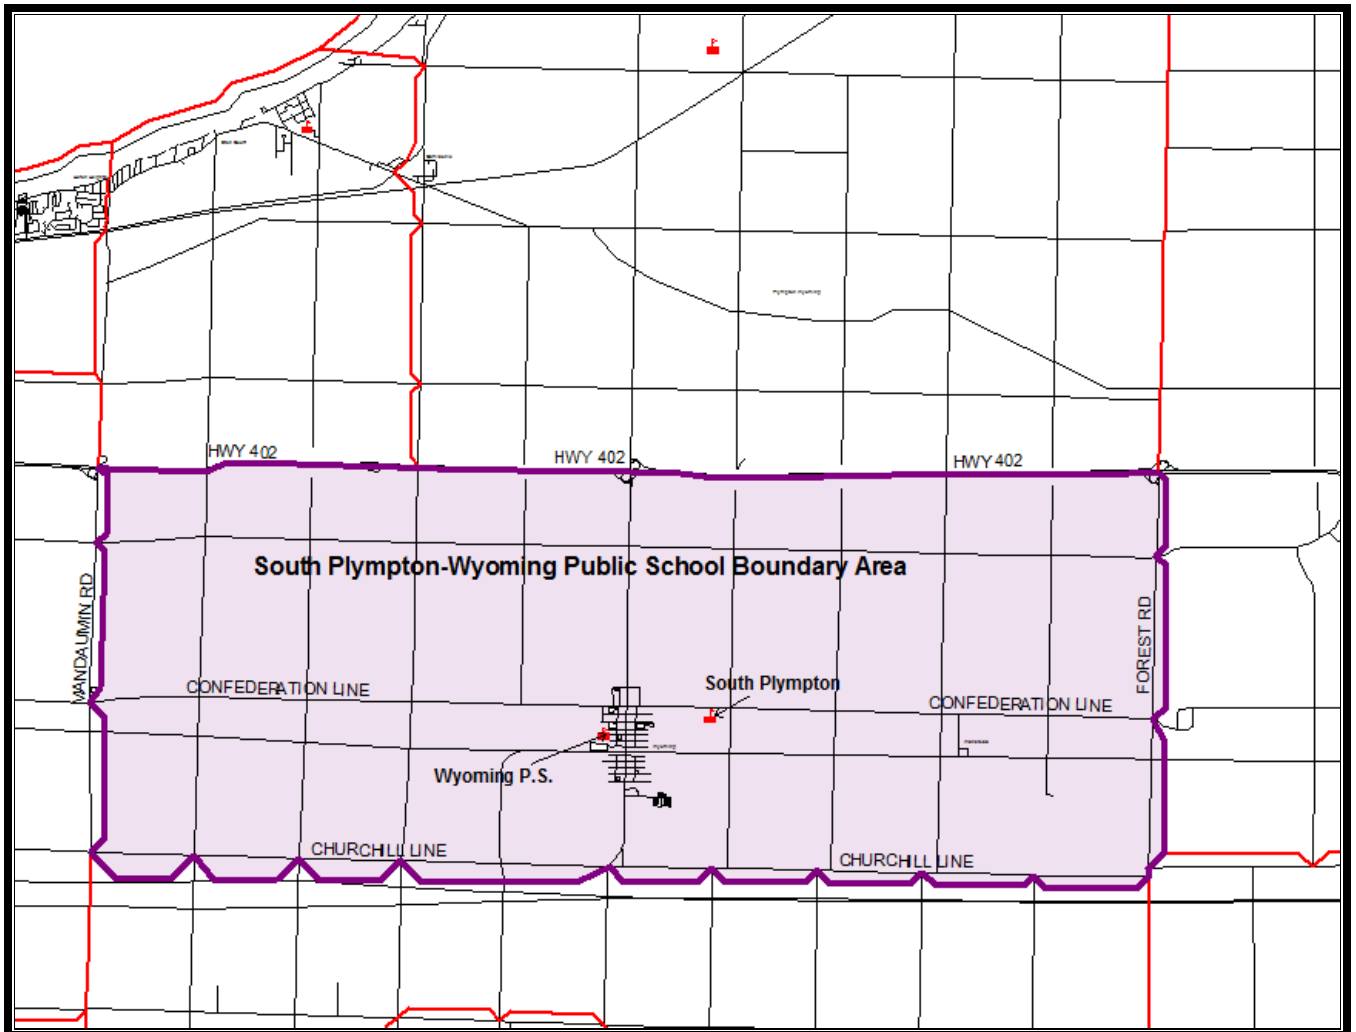 HWY 402
HWY 402
HWY 402
South Plympton-Wyoming Public School Boundary Area
MANDAUMIN RD
FOREST RD
CONFEDERATION LINE
South Plympton
CONFEDERATION LINE
Wyoming P.S.
CHURCHILL LINE
CHURCHILL LINE